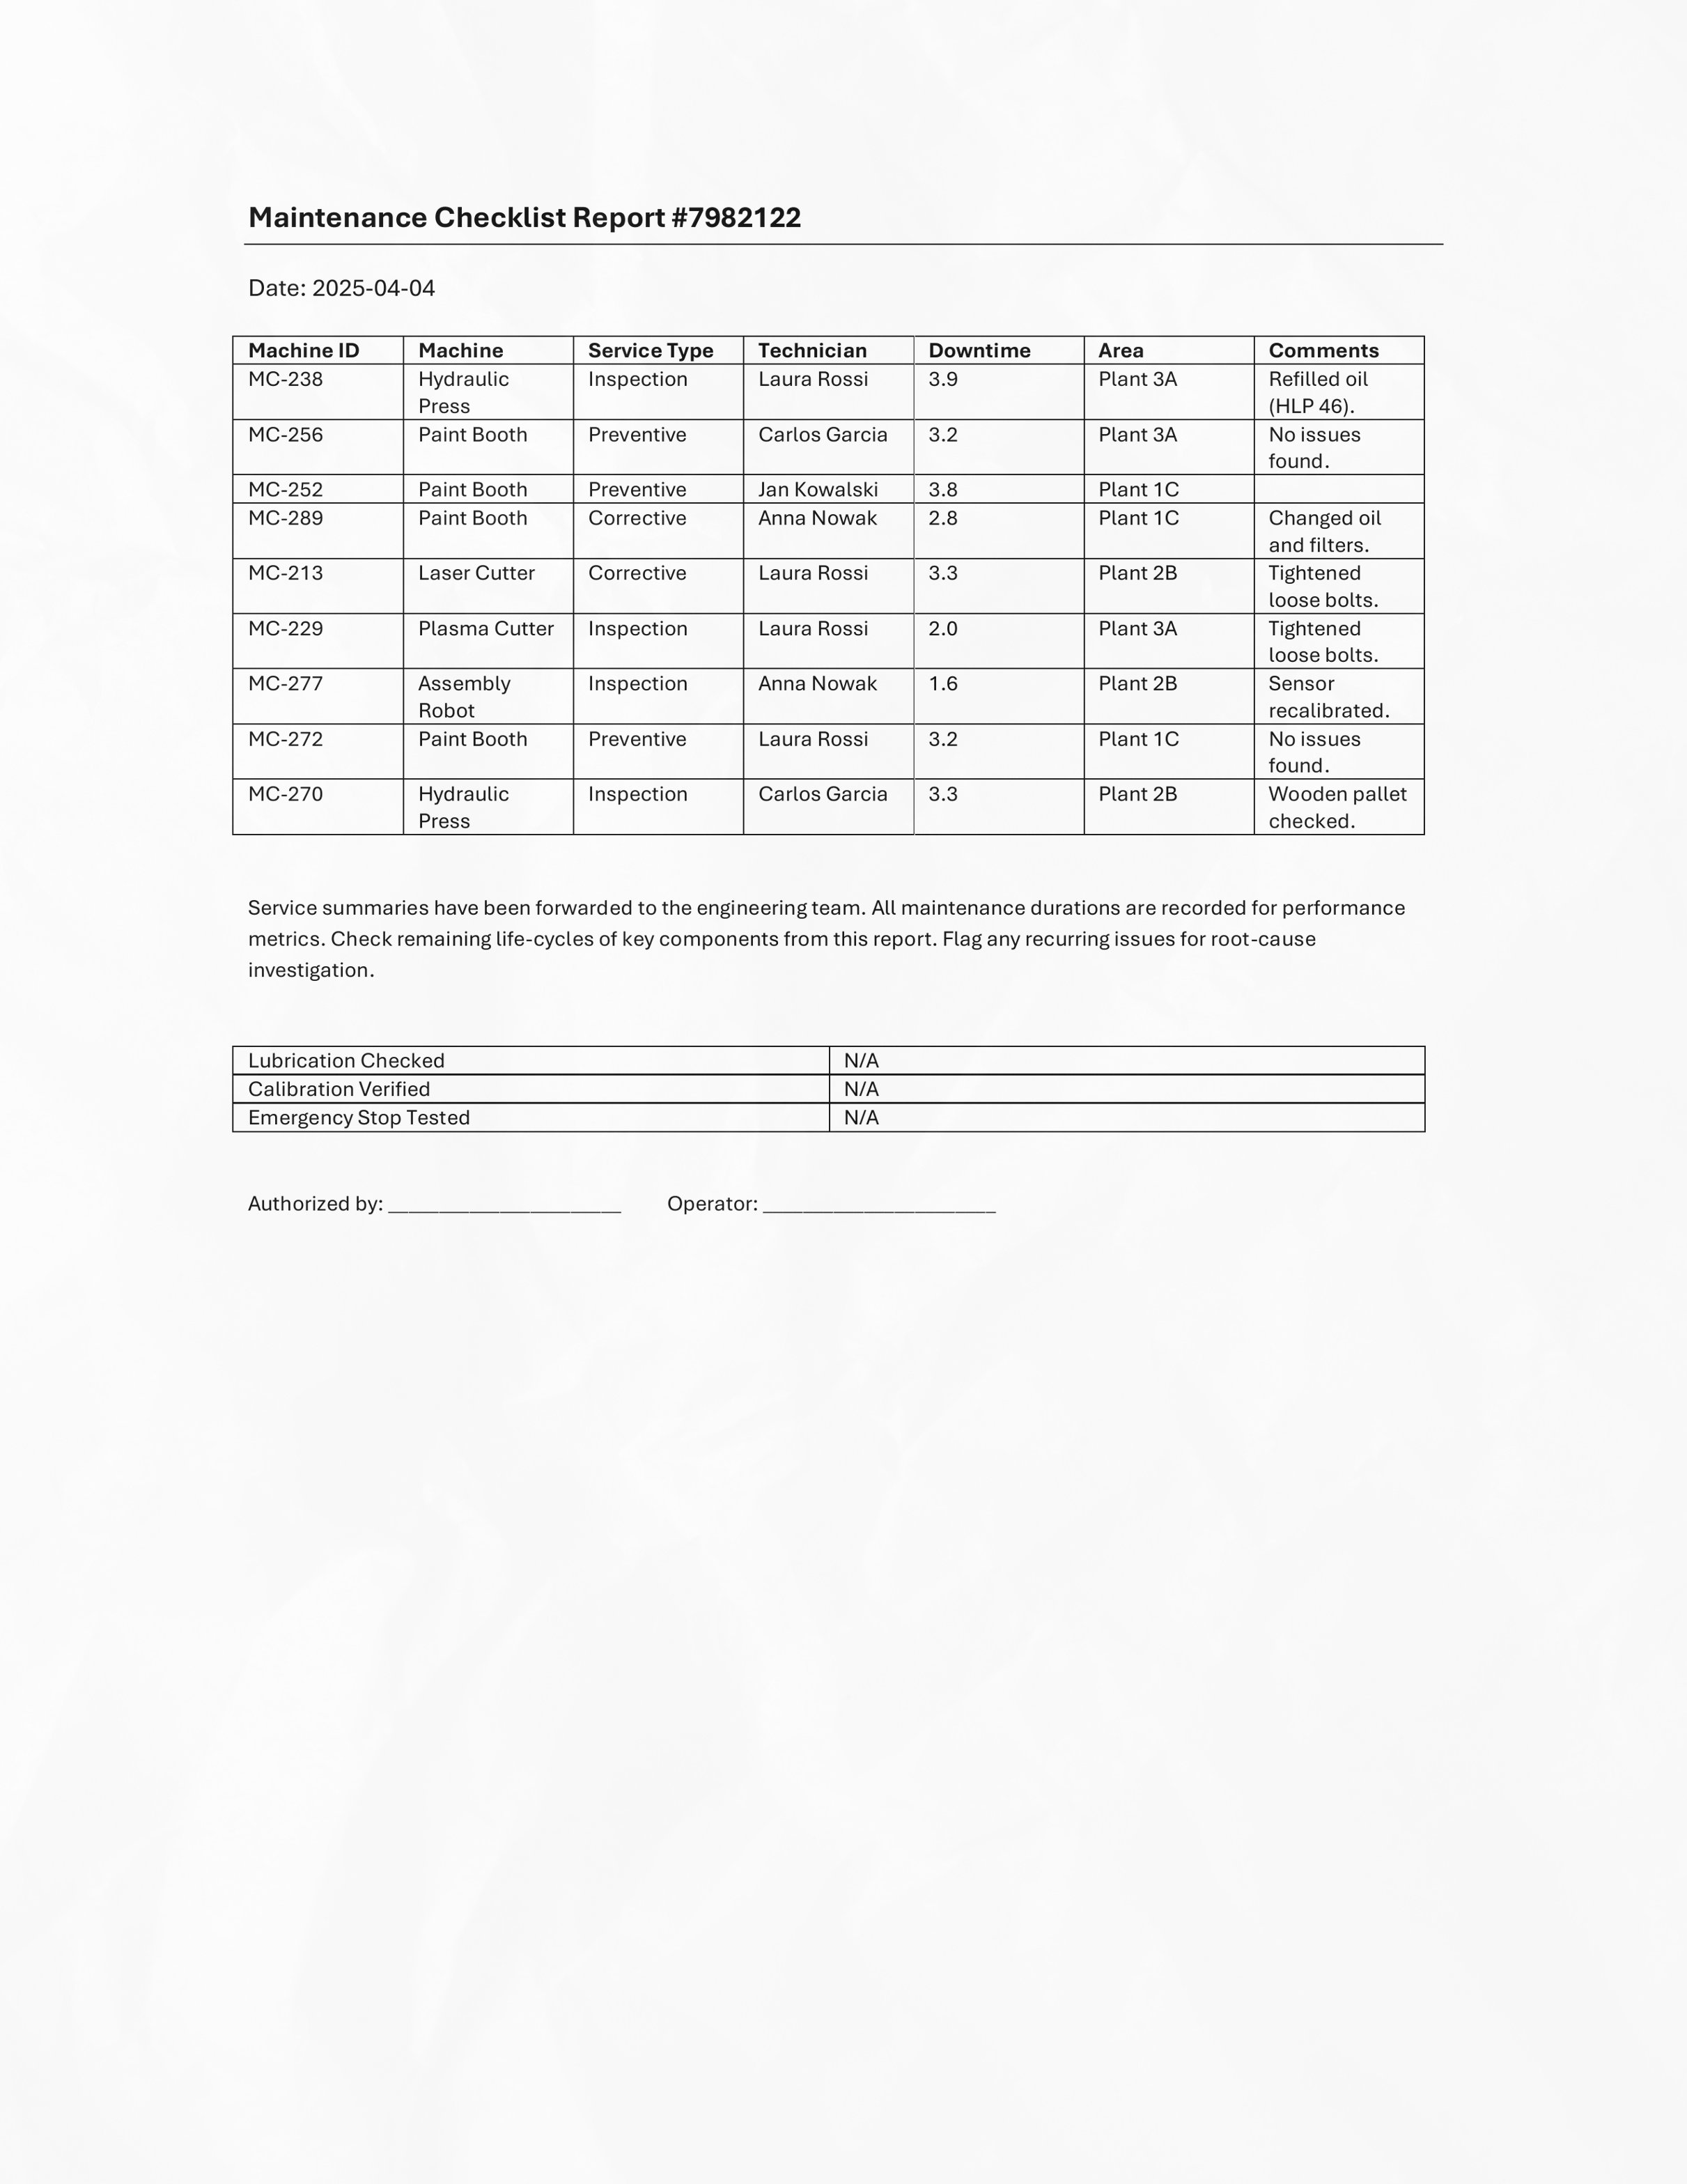 Maintenance Checklist Report #7982122
Date: 2025-04-04
Machine ID Machine Service Type Technician Downtime Area Comments
MC-238 Hydraulic Press Inspection Laura Rossi 3.9 Plant 3A Refilled oil (HLP 46).
MC-256 Paint Booth Preventive Carlos Garcia 3.2 Plant 3A No issues found.
MC-252 Paint Booth Preventive Jan Kowalski 3.8 Plant 1C
MC-289 Paint Booth Corrective Anna Nowak 2.8 Plant 1C Changed oil and filters.
MC-213 Laser Cutter Corrective Laura Rossi 3.3 Plant 2B Tightened loose bolts.
MC-229 Plasma Cutter Inspection Laura Rossi 2.0 Plant 3A Tightened loose bolts.
MC-277 Assembly Robot Inspection Anna Nowak 1.6 Plant 2B Sensor recalibrated.
MC-272 Paint Booth Preventive Laura Rossi 3.2 Plant 1C No issues found.
MC-270 Hydraulic Press Inspection Carlos Garcia 3.3 Plant 2B Wooden pallet checked.
Service summaries have been forwarded to the engineering team. All maintenance durations are recorded for performance
metrics. Check remaining life-cycles of key components from this report. Flag any recurring issues for root-cause
investigation.
Lubrication Checked N/A
Calibration Verified N/A
Emergency Stop Tested N/A
Authorized by: ______________________ Operator: ______________________